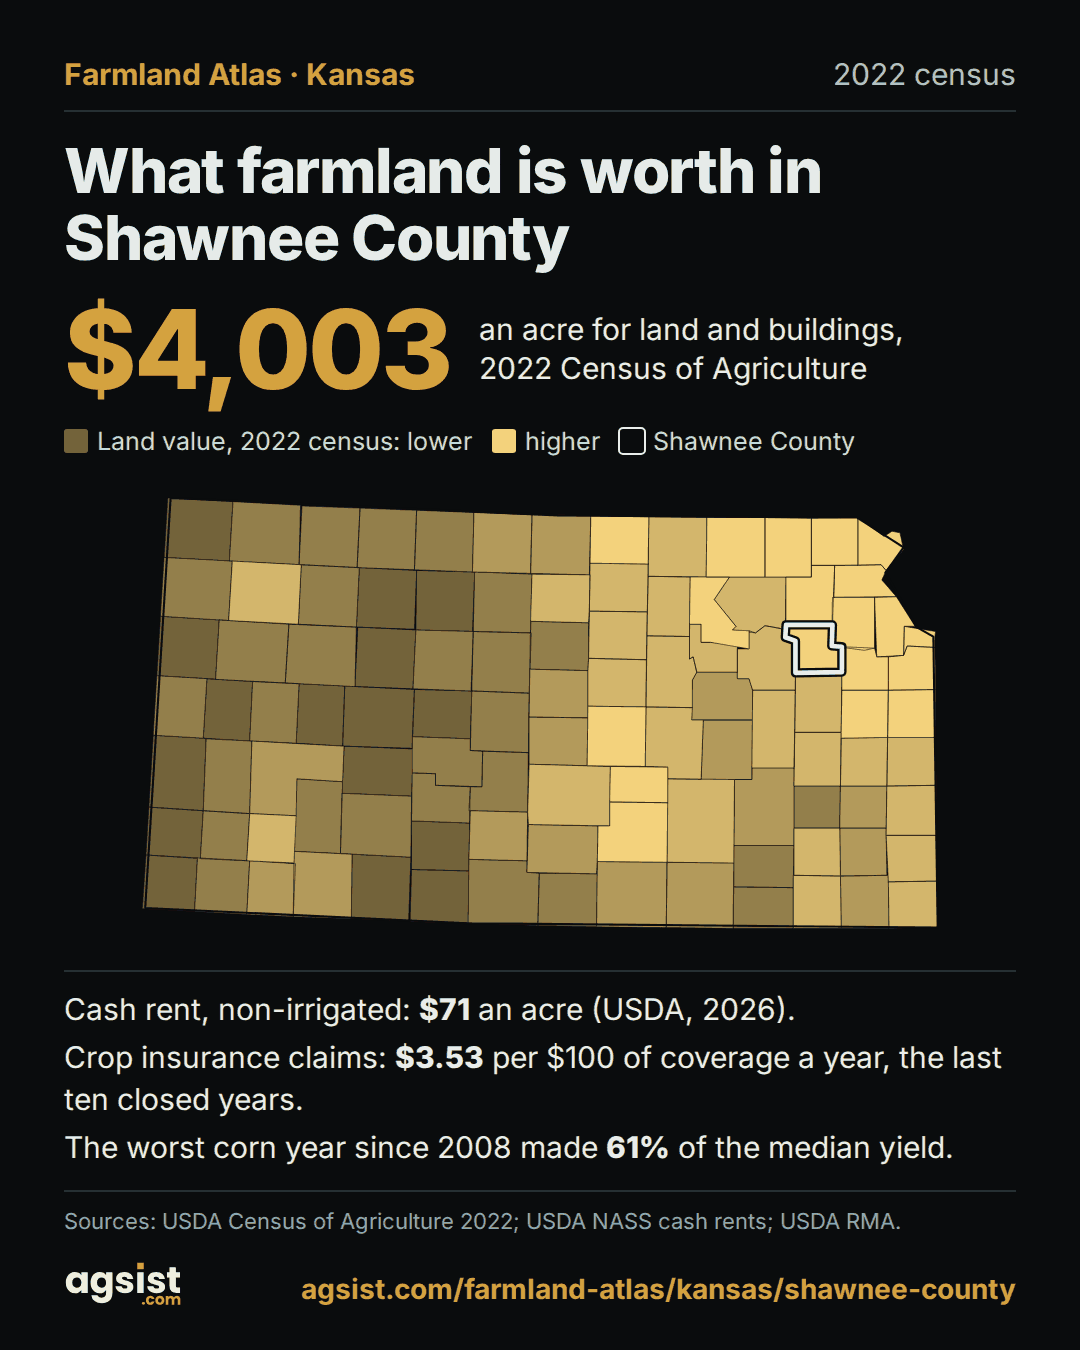 Farmland Atlas · Kansas
2022 census
What farmland is worth in
Shawnee County
$4,003
an acre for land and buildings,
2022 Census of Agriculture
Land value, 2022 census: lower
higher
Shawnee County
Cash rent, non-irrigated: $71 an acre (USDA, 2026).
Crop insurance claims: $3.53 per $100 of coverage a year, the last
ten closed years.
The worst corn year since 2008 made 61% of the median yield.
Sources: USDA Census of Agriculture 2022; USDA NASS cash rents; USDA RMA.
agsist
.com
agsist.com/farmland-atlas/kansas/shawnee-county